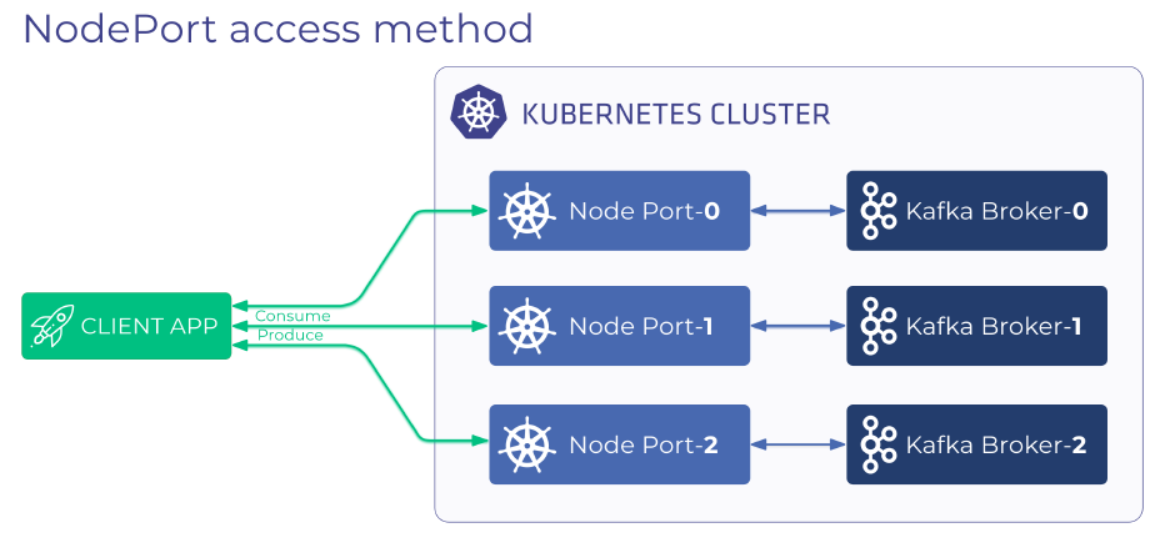 NodePort access method
KUBERNETES CLUSTER
Node Port-0
Kafka Broker-0
CLIENT APP
Consume
Produce
Node Port-1
Kafka Broker-1
Node Port-2
Kafka Broker-2